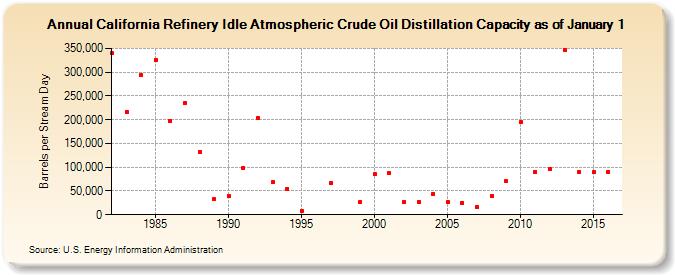 Annual California Refinery Idle Atmospheric Crude Oil Distillation Capacity as of January 1
Barrels per Stream Day
350,000
300,000
250,000
200,000
150,000
100,000
50,000
0
1985 1990 1995 2000 2005 2010 2015
Source: U.S. Energy Information Administration